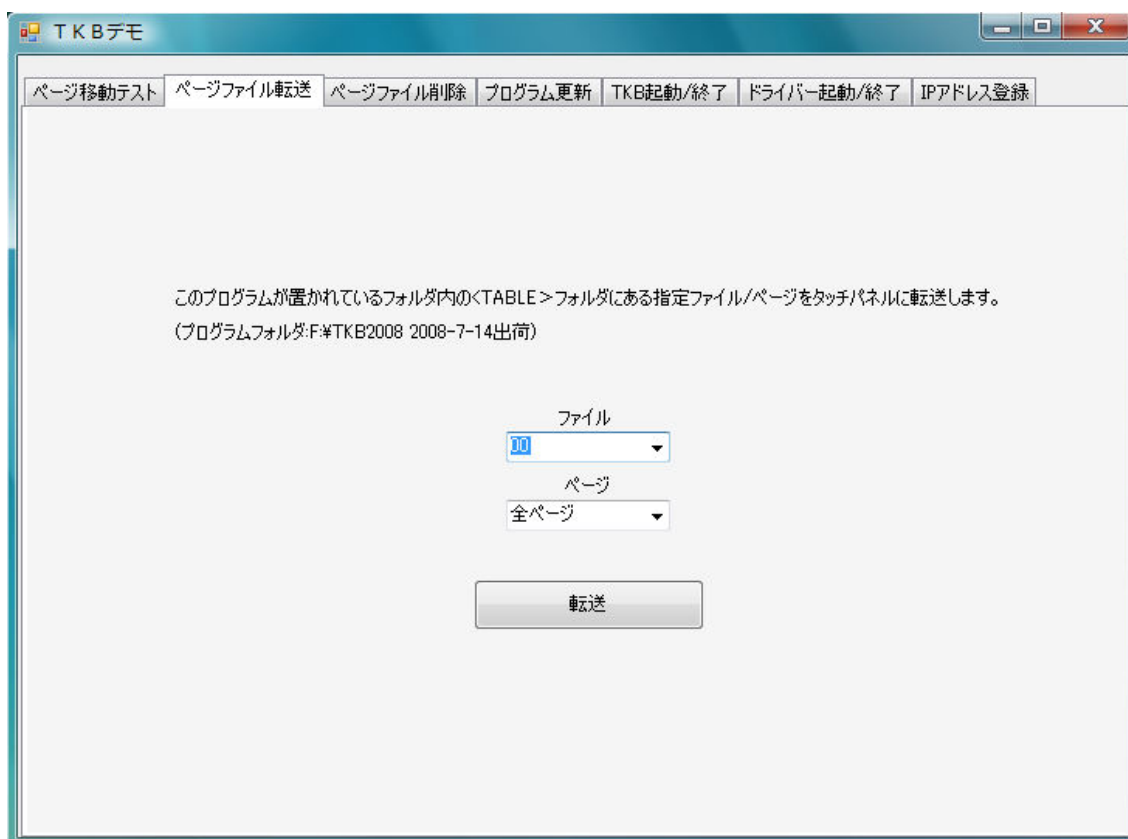 TKBデモ
ページ移動テスト ページファイル転送 ページファイル削除 プログラム更新 TKB起動/終了 ドライバー起動/終了 IPアドレス登録
このプログラムが置かれているフォルダ内の<TABLE>フォルダにある指定ファイル/ページをタッチパネルに転送します。
(プログラムフォルダ:F:¥TKB2008 2008-7-14出荷)
ファイル
00
ページ
全ページ
転送